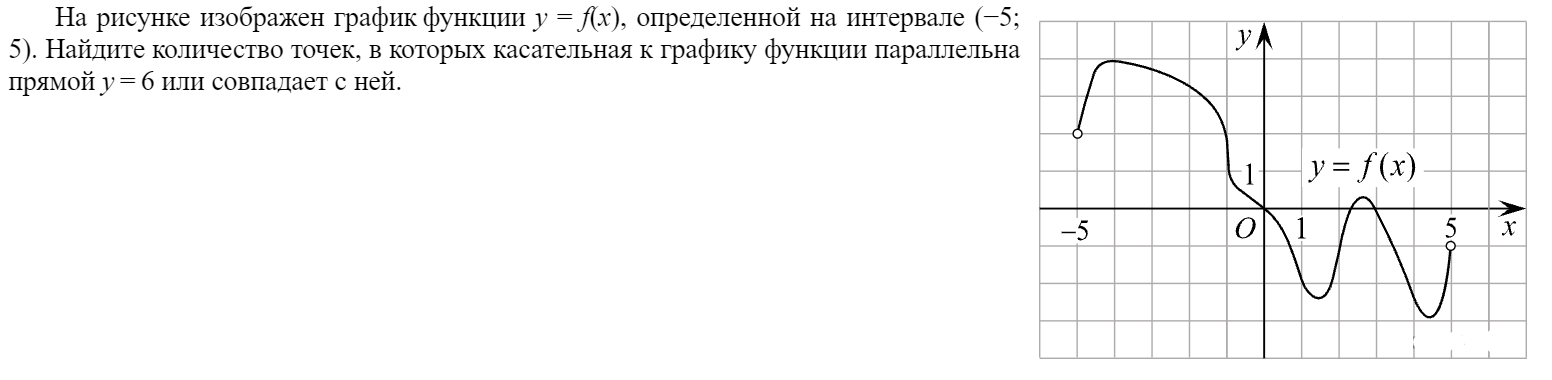 На рисунке изображен график функции y = f(x), определенной на интервале (−5;
5). Найдите количество точек, в которых касательная к графику функции параллельна
прямой y = 6 или совпадает с ней.
y
1
y = f (x)
−5
O
1
5
x